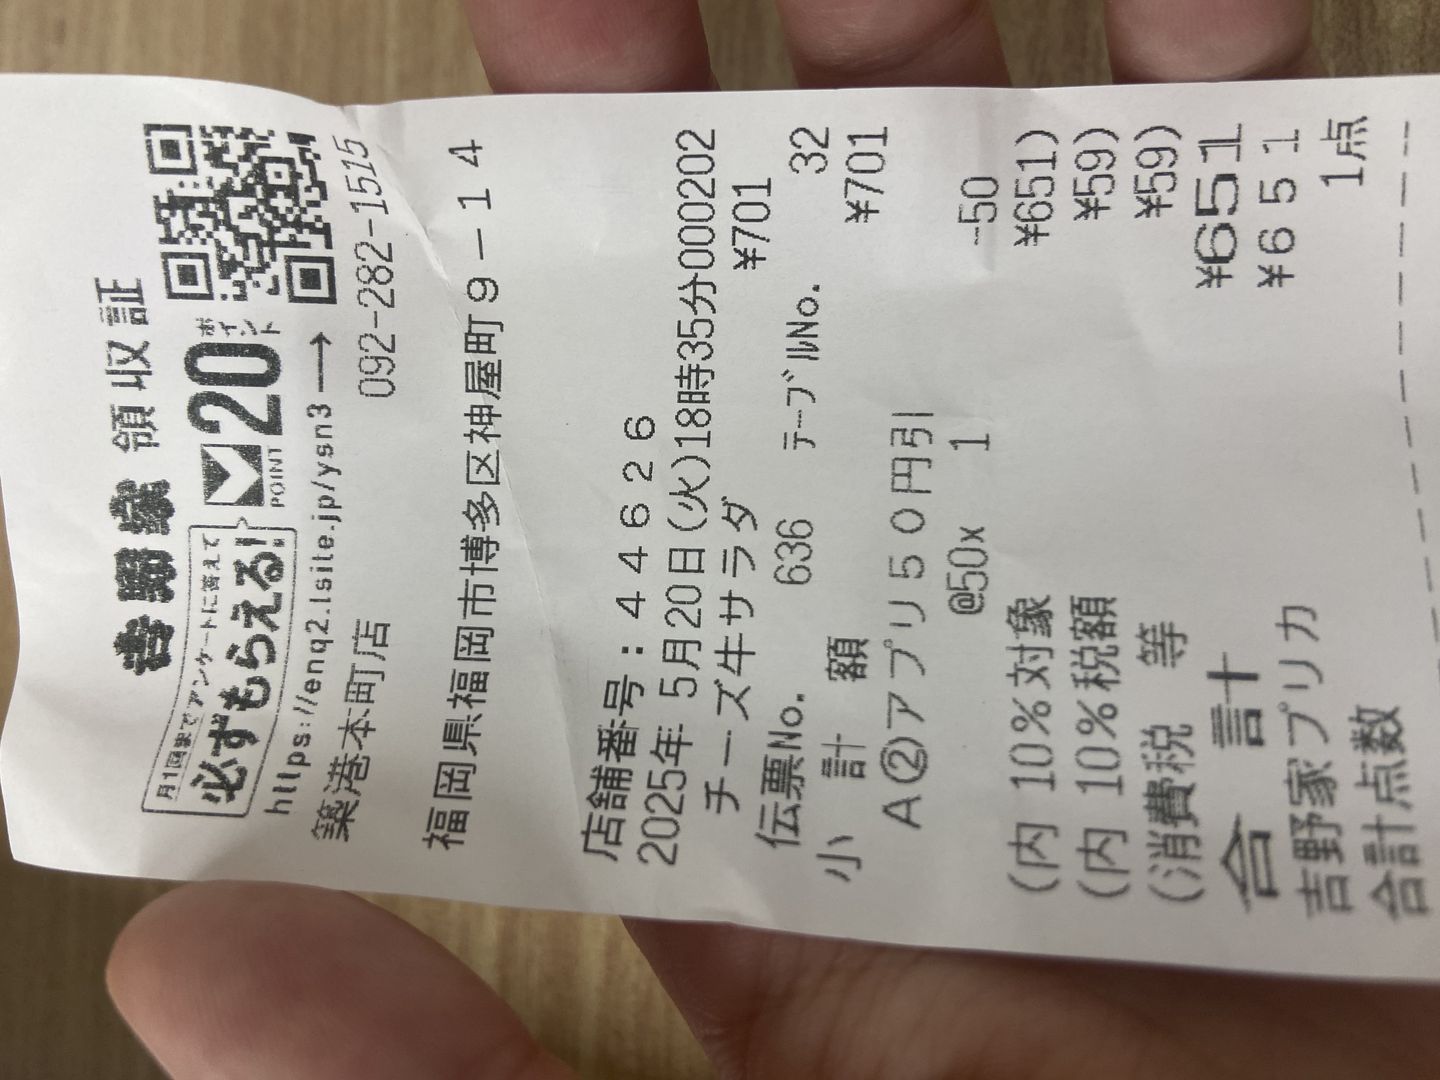 吉野家 領収証
月1回までアンケートに答えて
必ずもらえる!
POINT
20
ポイント
https://enq2.lsite.jp/ysn3→
築港本町店 092-282-1515
福岡県福岡市博多区神屋町9-14
店舗番号:44626
2025年 5月20日(火)18時35分000202
チーズ牛サラダ ¥701
伝票No. 636 テーブルNo. 32
小 計 額 ¥701
A②アプリ50円引
@50x 1 -50
(内 10%対象 ¥651)
(内 10%税額 ¥59)
(消費税 等 ¥59)
合 計 ¥651
吉野家プリカ ¥651
合計点数 1点